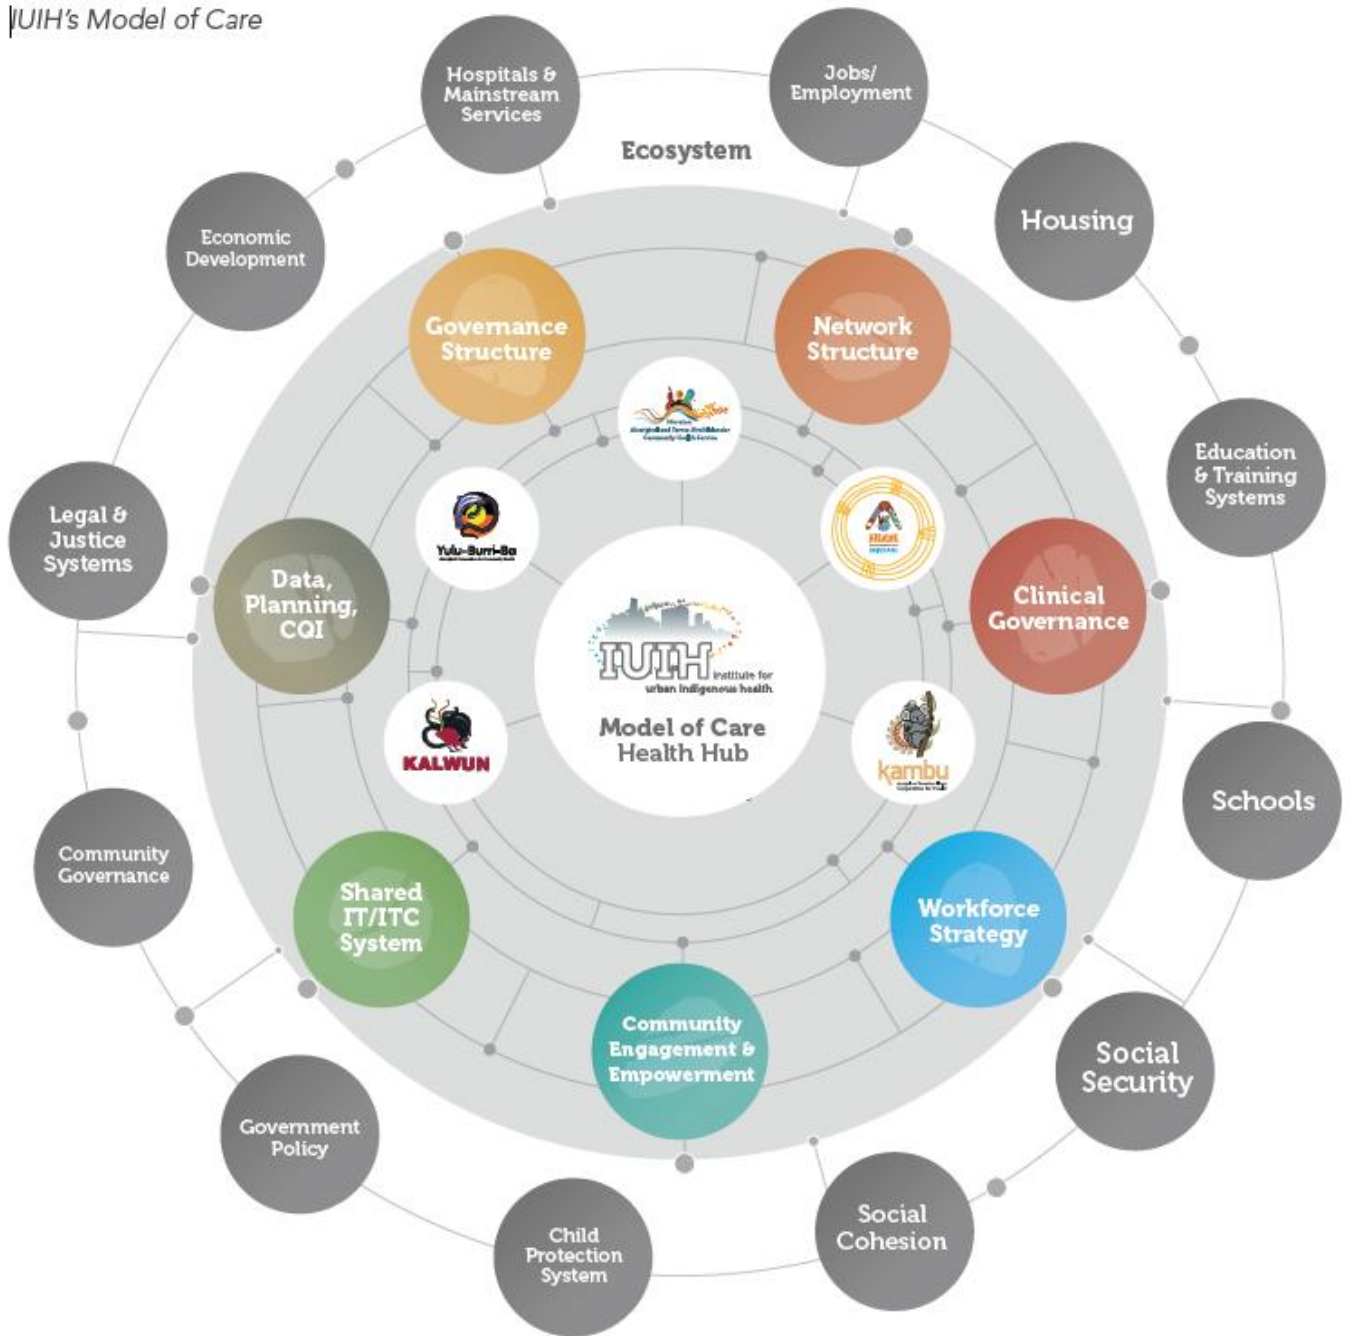 IUIH's Model of Care
Hospitals &
Mainstream
Services
Jobs/
Employment
Ecosystem
Housing
Economic
Development
Governance
Structure
Network
Structure
Education
& Training
Systems
Legal &
Justice
Systems
Yulu-Burri-Ba
Data,
Planning,
CQI
Clinical
Governance
IUIH
institute for
urban indigenous health
Model of Care
Health Hub
KALWUN
kambu
Schools
Community
Governance
Shared
IT/ITC
System
Workforce
Strategy
Community
Engagement &
Empowerment
Social
Security
Government
Policy
Child
Protection
System
Social
Cohesion